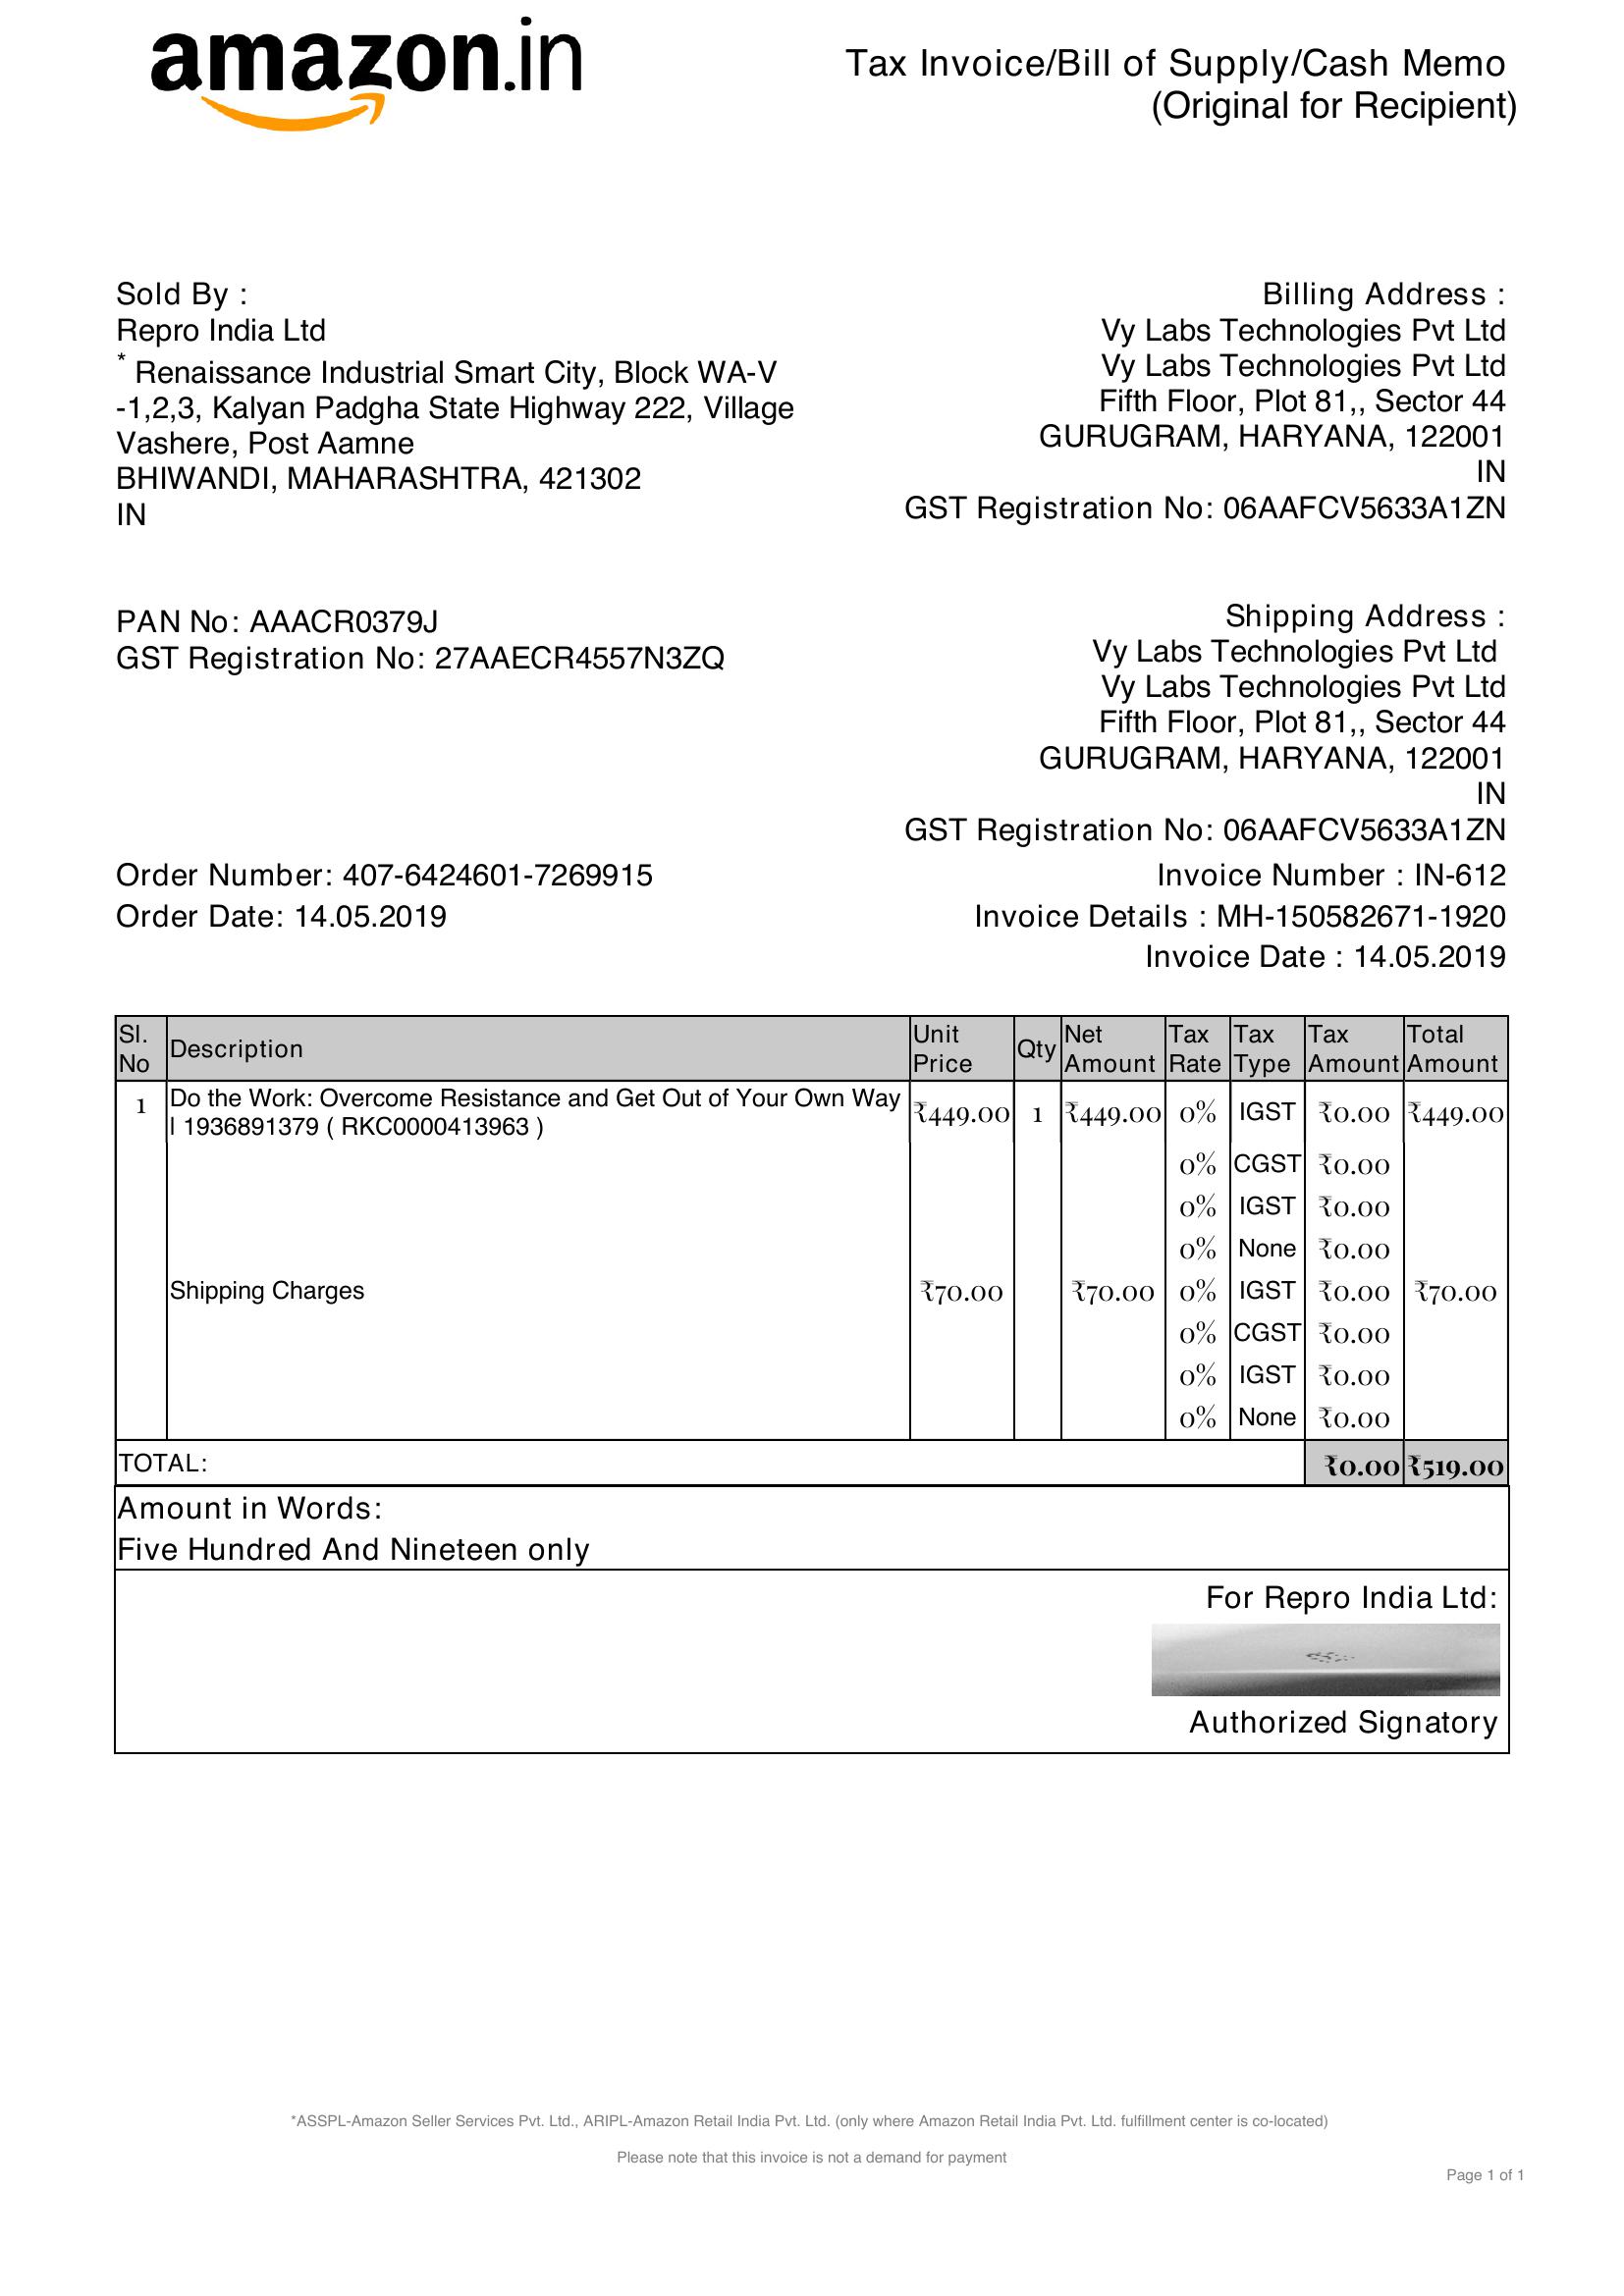 amazon.in
Tax Invoice/Bill of Supply/Cash Memo
(Original for Recipient)
Sold By :
Repro India Ltd
* Renaissance Industrial Smart City, Block WA-V
-1,2,3, Kalyan Padgha State Highway 222, Village
Vashere, Post Aamne
BHIWANDI, MAHARASHTRA, 421302
IN
Billing Address :
Vy Labs Technologies Pvt Ltd
Vy Labs Technologies Pvt Ltd
Fifth Floor, Plot 81,, Sector 44
GURUGRAM, HARYANA, 122001
IN
GST Registration No: 06AAFCV5633A1ZN
PAN No: AAACR0379J
GST Registration No: 27AAECR4557N3ZQ
Shipping Address :
Vy Labs Technologies Pvt Ltd
Vy Labs Technologies Pvt Ltd
Fifth Floor, Plot 81,, Sector 44
GURUGRAM, HARYANA, 122001
IN
GST Registration No: 06AAFCV5633A1ZN
Order Number: 407-6424601-7269915
Order Date: 14.05.2019
Invoice Number : IN-612
Invoice Details : MH-150582671-1920
Invoice Date : 14.05.2019
Sl. No Description Unit Price Qty Net Amount Tax Rate Tax Type Tax Amount Total Amount
1 Do the Work: Overcome Resistance and Get Out of Your Own Way ₹449.00 1 ₹449.00 0% IGST ₹0.00 ₹449.00
| 1936891379 ( RKC0000413963 )
0% CGST ₹0.00
0% IGST ₹0.00
0% None ₹0.00
Shipping Charges ₹70.00 ₹70.00 0% IGST ₹0.00 ₹70.00
0% CGST ₹0.00
0% IGST ₹0.00
0% None ₹0.00
TOTAL: ₹0.00 ₹519.00
Amount in Words:
Five Hundred And Nineteen only
For Repro India Ltd:
Authorized Signatory
*ASSPL-Amazon Seller Services Pvt. Ltd., ARIPL-Amazon Retail India Pvt. Ltd. (only where Amazon Retail India Pvt. Ltd. fulfillment center is co-located)
Please note that this invoice is not a demand for payment
Page 1 of 1